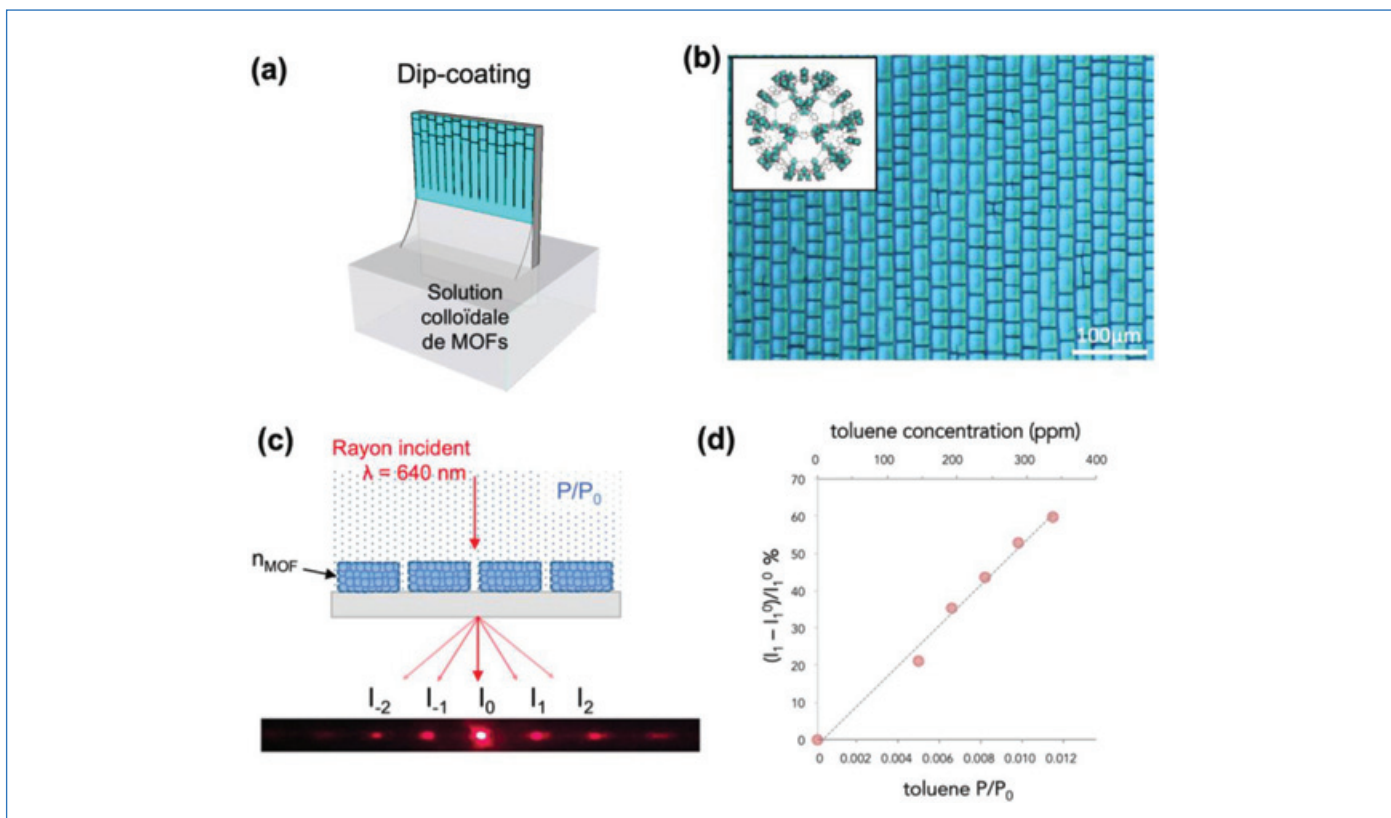 (a)
Dip-coating
Solution
colloïdale
de MOFs
(b)
100µm
(c)
Rayon incident
λ = 640 nm
P/P₀
n_MOF
I₋₂ I₋₁ I₀ I₁ I₂
(d)
toluene concentration (ppm)
0 100 200 300 400
(I₁ – I₁⁰)/I₁⁰ %
70
60
50
40
30
20
10
0
0 0.002 0.004 0.006 0.008 0.010 0.012
toluene P/P₀